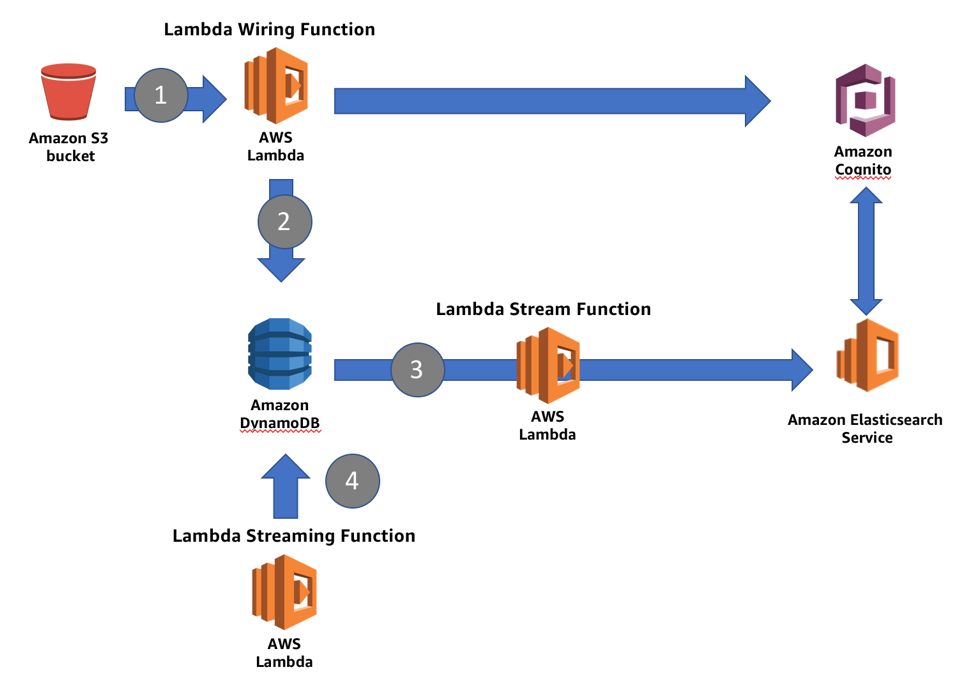 Lambda Wiring Function
1
Amazon S3
bucket
AWS
Lambda
Amazon
Cognito
2
Lambda Stream Function
3
Amazon
DynamoDB
AWS
Lambda
Amazon Elasticsearch
Service
4
Lambda Streaming Function
AWS
Lambda